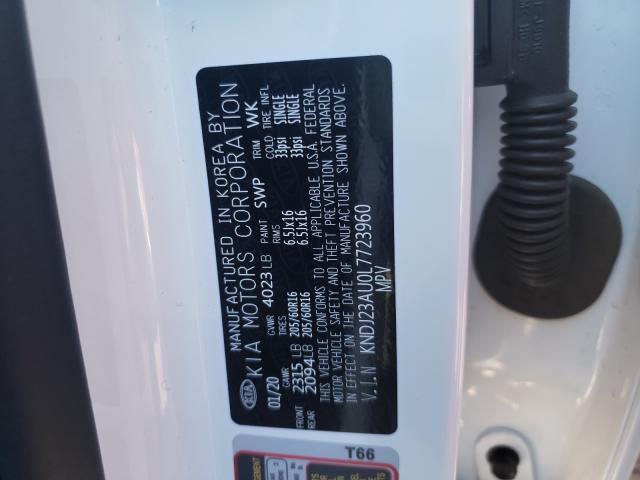 MANUFACTURED IN KOREA BY
KIA KIA MOTORS CORPORATION
01/20 GVWR 4023 LB PAINT SWP TRIM WK
GAWR TIRES RIMS COLD TIRE INFL
FRONT 2315 LB 205/60R16 6.5Jx16 33psi SINGLE
REAR 2094 LB 205/60R16 6.5Jx16 33psi SINGLE
THIS VEHICLE CONFORMS TO ALL APPLICABLE U.S.A. FEDERAL
MOTOR VEHICLE SAFETY AND THEFT PREVENTION STANDARDS
IN EFFECT ON THE DATE OF MANUFACTURE SHOWN ABOVE.
V.I.N KNDJ23AU0L7723960
MPV
T66